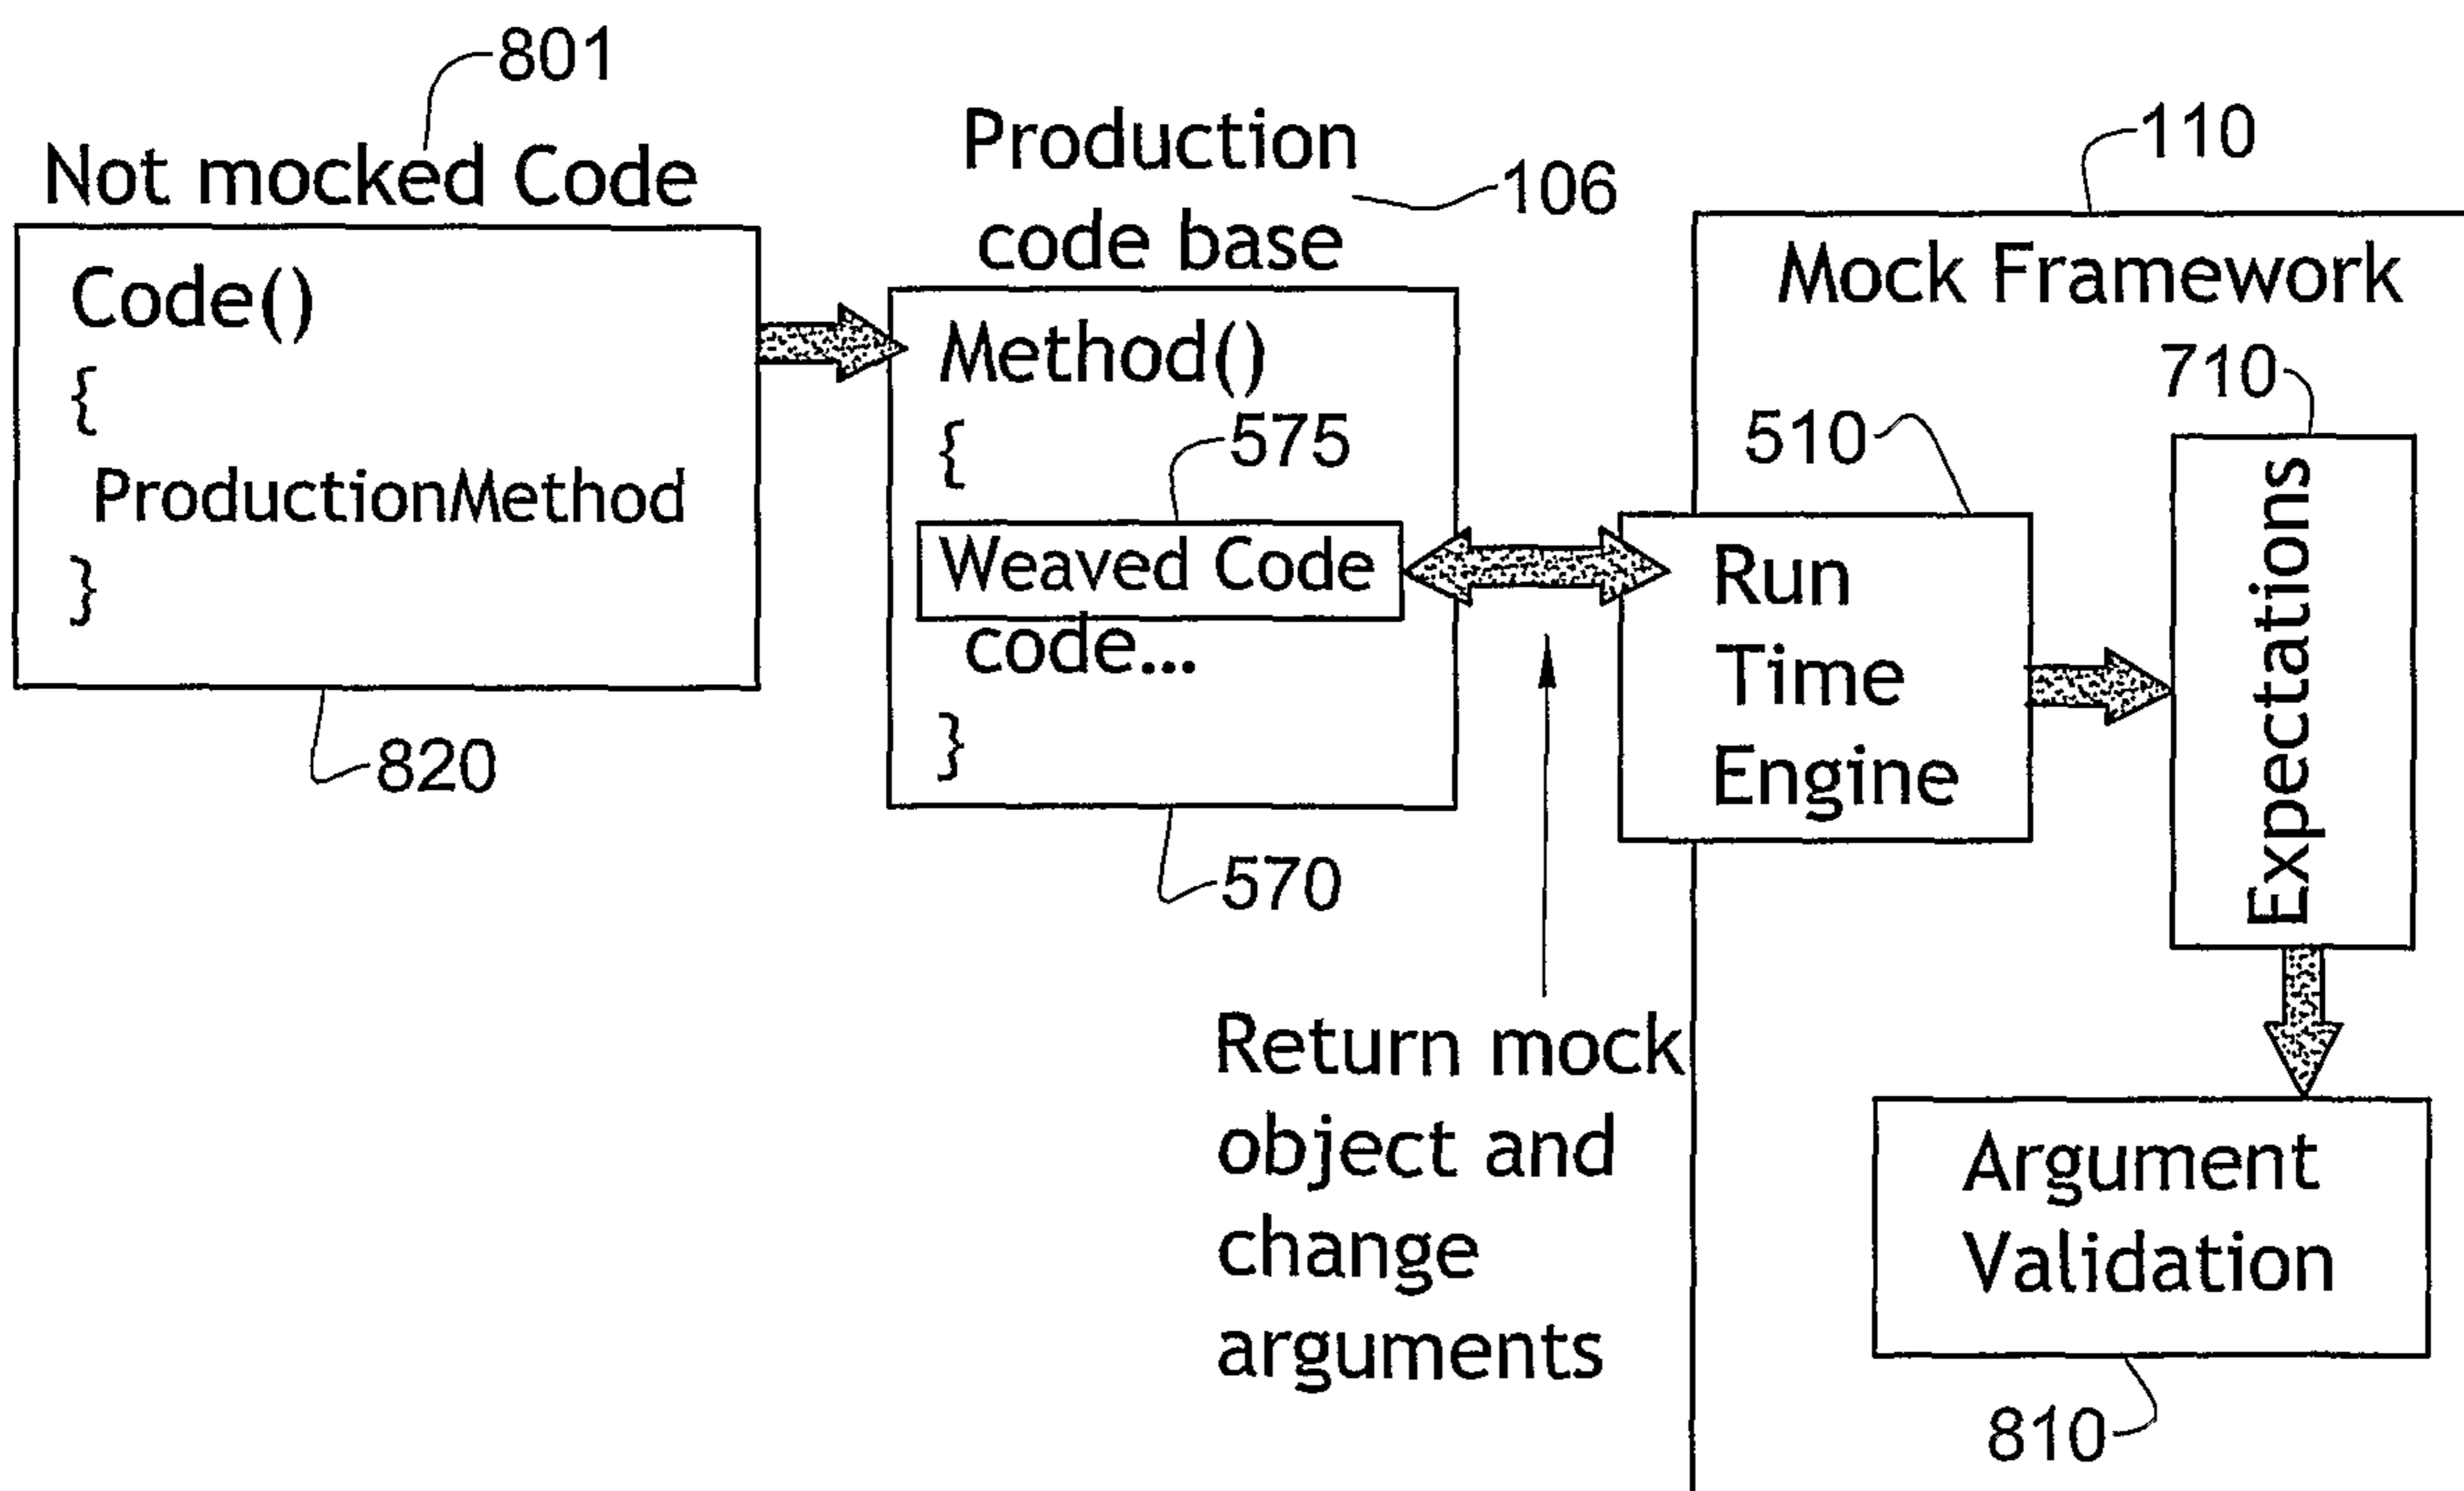 801
Not mocked Code
Code()
{
ProductionMethod
}
820
Production
code base
106
Method()
{
575
Weaved Code
code...
}
570
110
Mock Framework
710
510
Run
Time
Engine
Expectations
Return mock
object and
change
arguments
Argument
Validation
810